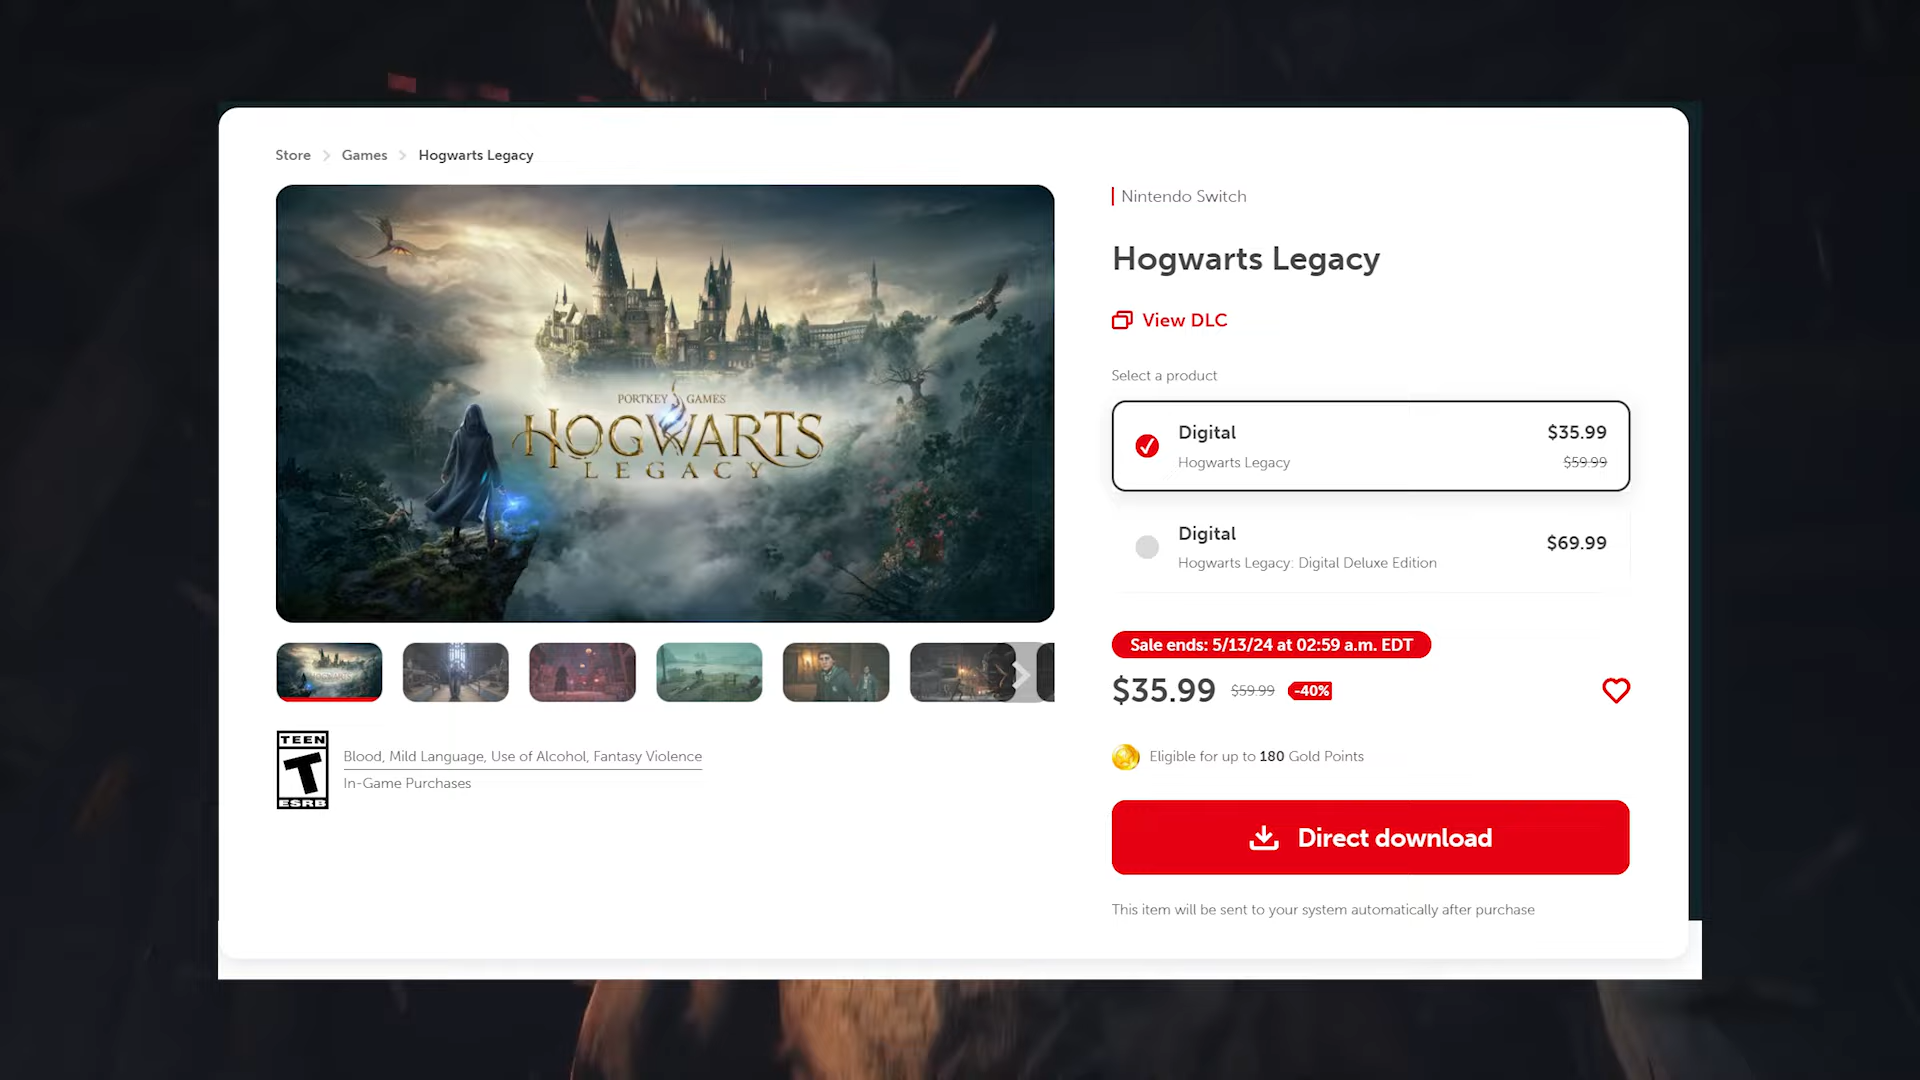 Store > Games > Hogwarts Legacy
PORTKEY GAMES
HOGWARTS
LEGACY
TEEN
T
ESRB
Blood, Mild Language, Use of Alcohol, Fantasy Violence
In-Game Purchases
Nintendo Switch
Hogwarts Legacy
View DLC
Select a product
Digital $35.99
Hogwarts Legacy $59.99
Digital
$69.99
Hogwarts Legacy: Digital Deluxe Edition
Sale ends: 5/13/24 at 02:59 a.m. EDT
$35.99 $59.99 -40%
Eligible for up to 180 Gold Points
Direct download
This item will be sent to your system automatically after purchase